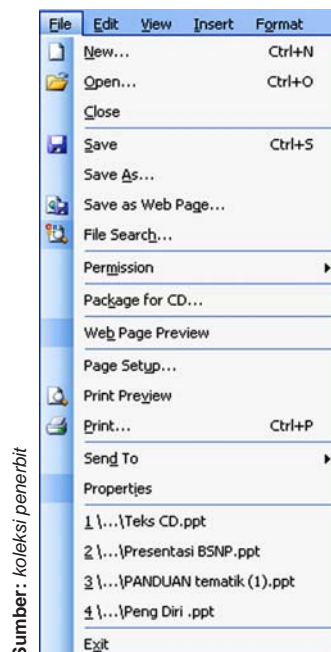 File Edit View Insert Format
New... Ctrl+N
Open... Ctrl+O
Close
Save Ctrl+S
Save As...
Save as Web Page...
File Search...
Permission
Package for CD...
Web Page Preview
Page Setup...
Print Preview
Print... Ctrl+P
Send To
Properties
1 \...\Teks CD.ppt
2 \...\Presentasi BSNP.ppt
3 \...\PANDUAN tematik (1).ppt
4 \...\Peng Diri .ppt
Exit
Sumber: koleksi penerbit